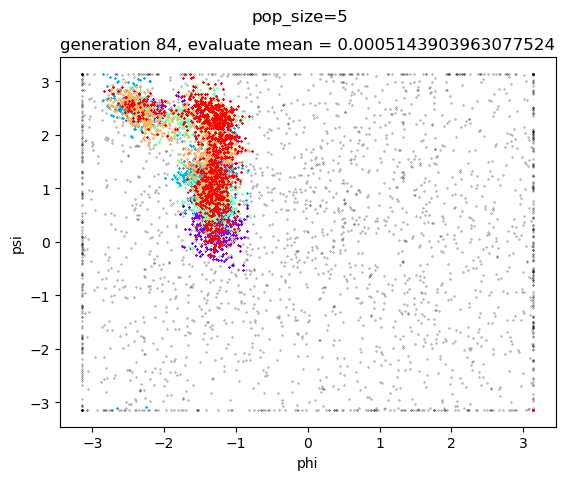 pop_size=5
generation 84, evaluate mean = 0.0005143903963077524
3
2
1
0
−1
−2
−3
psi
−3 −2 −1 0 1 2 3
phi